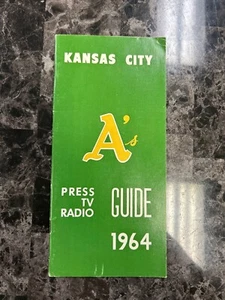 KANSAS CITY
A's
PRESS
TV
RADIO
GUIDE
1964